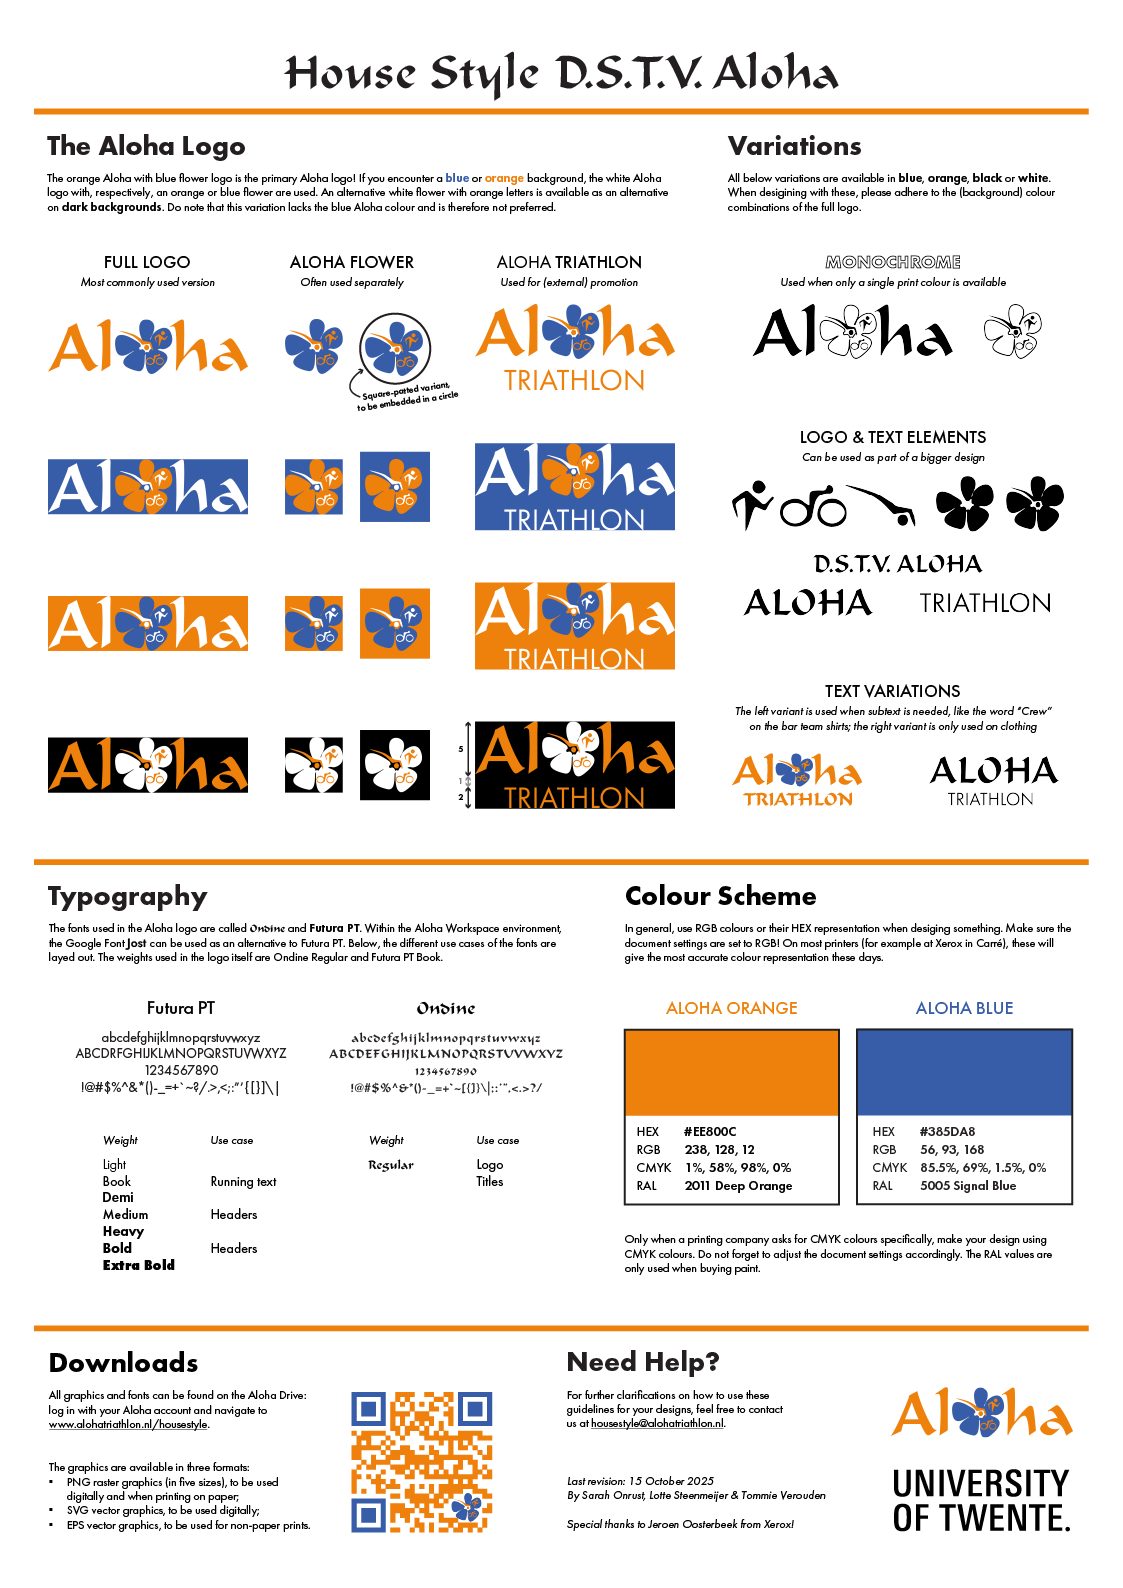 House Style D.S.T.V. Aloha
The Aloha Logo
The orange Aloha with blue flower logo is the primary Aloha logo! If you encounter a blue or orange background, the white Aloha
logo with, respectively, an orange or blue flower are used. An alternative white flower with orange letters is available as an alternative
on dark backgrounds. Do note that this variation lacks the blue Aloha colour and is therefore not preferred.
FULL LOGO
Most commonly used version
ALOHA FLOWER
Often used separately
ALOHA TRIATHLON
Used for (external) promotion
Aloha
Square-patted variant,
to be embedded in a circle
Aloha
TRIATHLON
Aloha
Aloha
TRIATHLON
Aloha
Aloha
TRIATHLON
Aloha
5
1
2
Aloha
TRIATHLON
Variations
All below variations are available in blue, orange, black or white.
When desigining with these, please adhere to the (background) colour
combinations of the full logo.
MONOCHROME
Used when only a single print colour is available
Aloha
LOGO & TEXT ELEMENTS
Can be used as part of a bigger design
D.S.T.V. ALOHA
ALOHA
TRIATHLON
TEXT VARIATIONS
The left variant is used when subtext is needed, like the word "Crew"
on the bar team shirts; the right variant is only used on clothing
Aloha
TRIATHLON
ALOHA
TRIATHLON
Typography
The fonts used in the Aloha logo are called Ondine and Futura PT. Within the Aloha Workspace environment,
the Google Font Jost can be used as an alternative to Futura PT. Below, the different use cases of the fonts are
layed out. The weights used in the logo itself are Ondine Regular and Futura PT Book.
Futura PT
abcdefghijklmnopqrstuvwxyz
ABCDRFGHIJKLMNOPQRSTUVWXYZ
1234567890
!@#$%^&*()-_=+`~?/.>,<;:"'{[}]\|
Weight
Use case
Light
Book
Running text
Demi
Medium
Headers
Heavy
Bold
Headers
Extra Bold
Ondine
abcdefghijklmnopqrstuvwxyz
ABCDEFGHIJKLMNOPQRSTUVWXYZ
1234567890
!@#$%^&*()-_=+`~[{]}\|;:'",<.>?/
Weight
Use case
Regular
Logo
Titles
Colour Scheme
In general, use RGB colours or their HEX representation when desiging something. Make sure the
document settings are set to RGB! On most printers (for example at Xerox in Carré), these will
give the most accurate colour representation these days.
ALOHA ORANGE
HEX #EE800C
RGB 238, 128, 12
CMYK 1%, 58%, 98%, 0%
RAL 2011 Deep Orange
ALOHA BLUE
HEX #385DA8
RGB 56, 93, 168
CMYK 85.5%, 69%, 1.5%, 0%
RAL 5005 Signal Blue
Only when a printing company asks for CMYK colours specifically, make your design using
CMYK colours. Do not forget to adjust the document settings accordingly. The RAL values are
only used when buying paint.
Downloads
All graphics and fonts can be found on the Aloha Drive:
log in with your Aloha account and navigate to
www.alohatriathlon.nl/housestyle.
The graphics are available in three formats:
▪ PNG raster graphics (in five sizes), to be used
digitally and when printing on paper;
▪ SVG vector graphics, to be used digitally;
▪ EPS vector graphics, to be used for non-paper prints.
Need Help?
For further clarifications on how to use these
guidelines for your designs, feel free to contact
us at housestyle@alohatriathlon.nl.
Last revision: 15 October 2025
By Sarah Onrust, Lotte Steenmeijer & Tommie Verouden
Special thanks to Jeroen Oosterbeek from Xerox!
Aloha
UNIVERSITY
OF TWENTE.